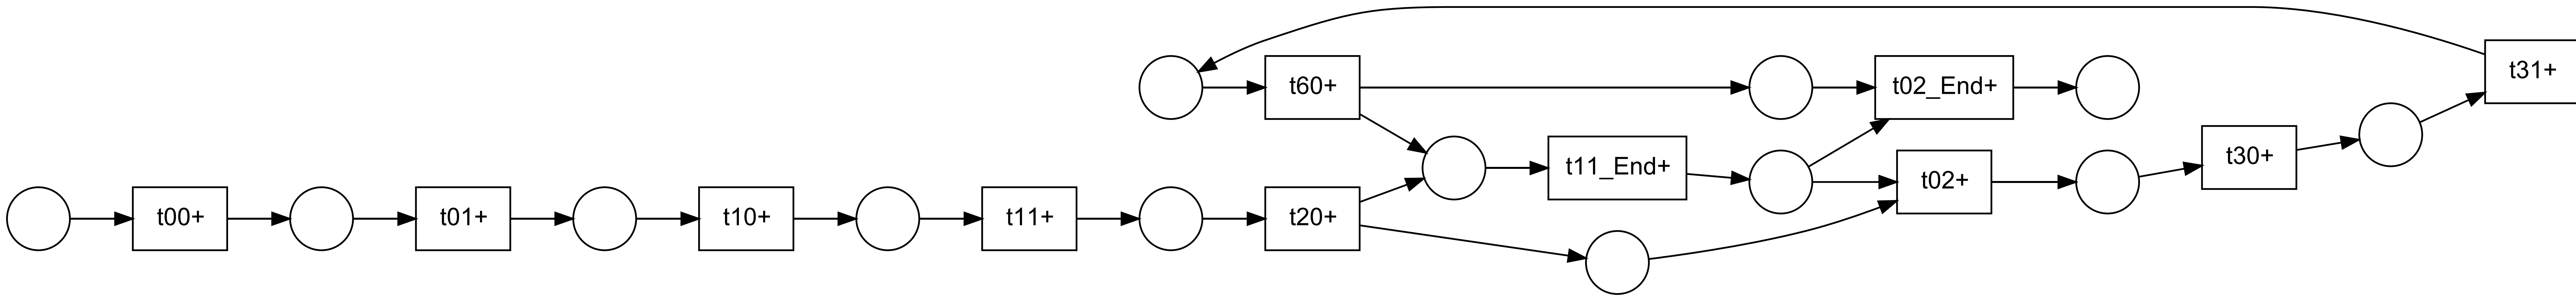 t31+
t60+
t02_End+
t30+
t11_End+
t02+
t00+
t01+
t10+
t11+
t20+